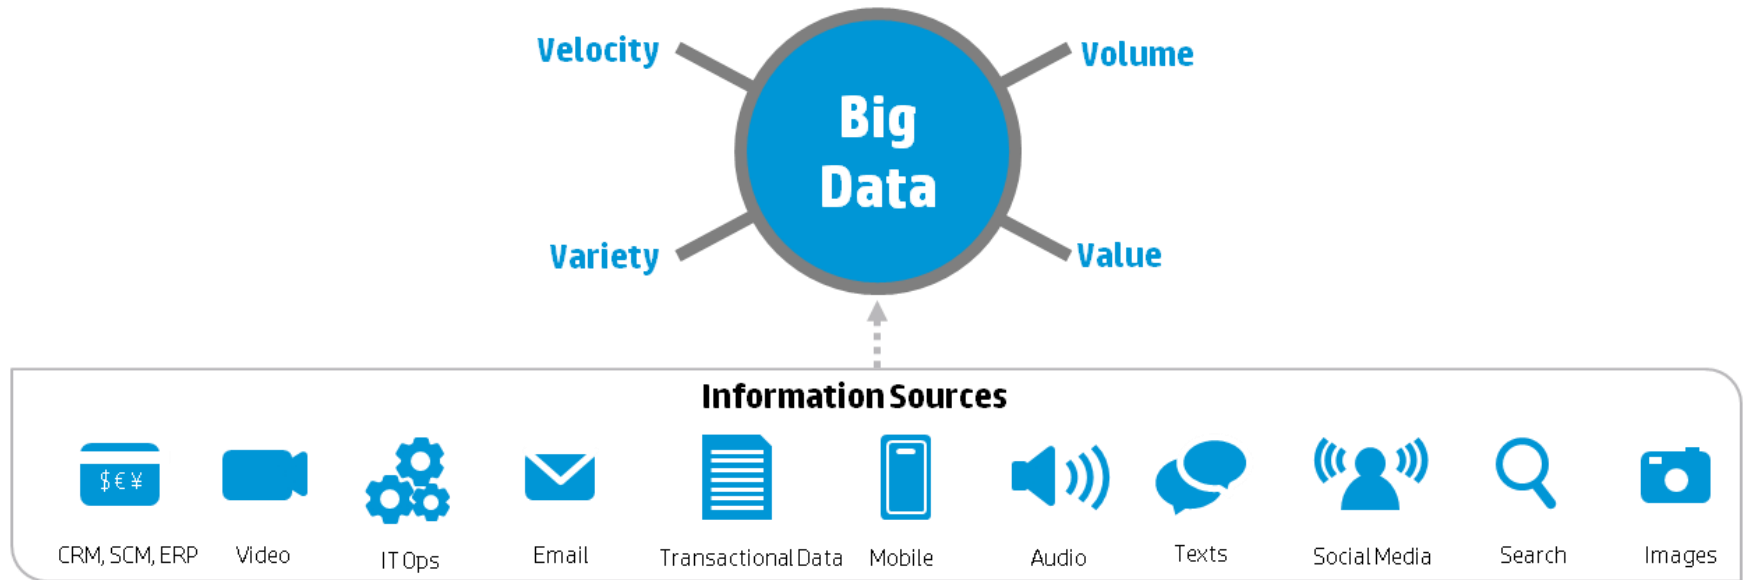 Velocity
Volume
Big
Data
Variety
Value
Information Sources
$€¥
CRM, SCM, ERP
Video
IT Ops
Email
Transactional Data
Mobile
Audio
Texts
Social Media
Search
Images